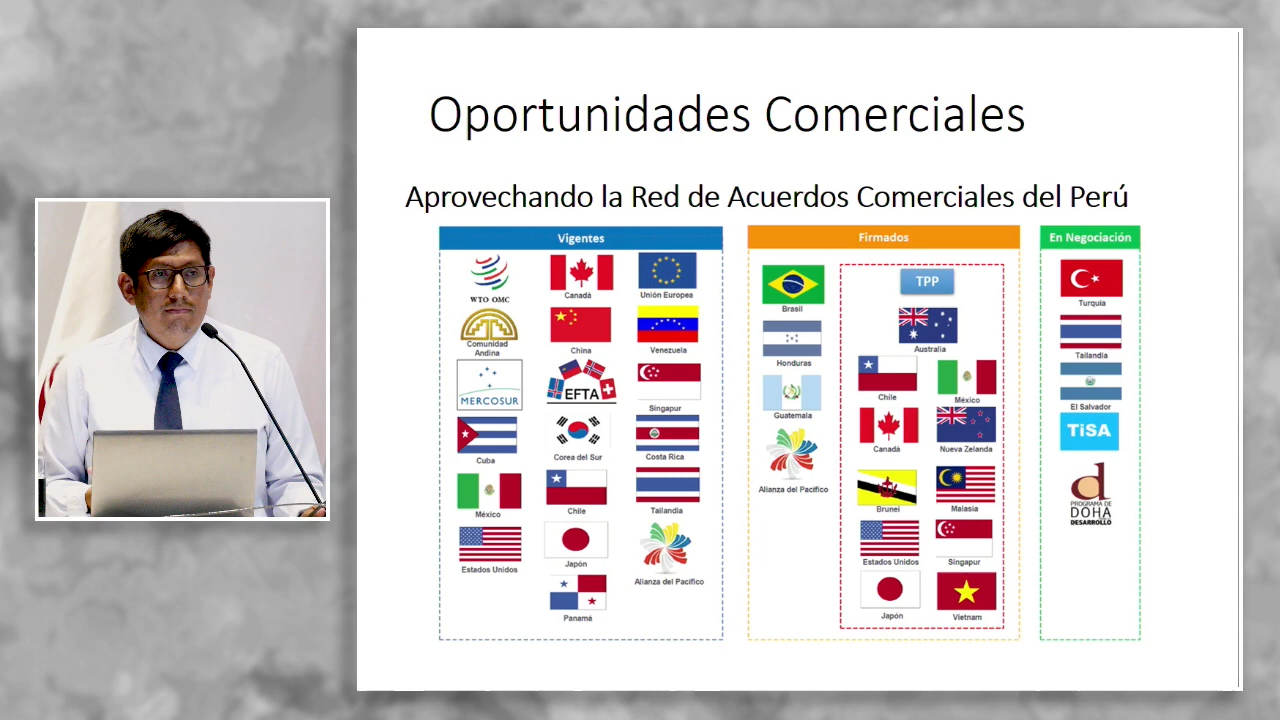 Oportunidades Comerciales
Aprovechando la Red de Acuerdos Comerciales del Perú
Vigentes
WTO OMC
Canadá
Unión Europea
Comunidad
Andina
China
Venezuela
MERCOSUR
EFTA
Singapur
Cuba
Corea del Sur
Costa Rica
México
Chile
Tailandia
Estados Unidos
Japón
Alianza del Pacífico
Panamá
Firmados
Brasil
Honduras
Guatemala
Alianza del Pacífico
TPP
Australia
Chile
México
Canadá
Nueva Zelanda
Brunei
Malasia
Estados Unidos
Singapur
Japón
Vietnam
En Negociación
Turquía
Tailandia
El Salvador
TiSA
PROGRAMA DE
DOHA
DESARROLLO